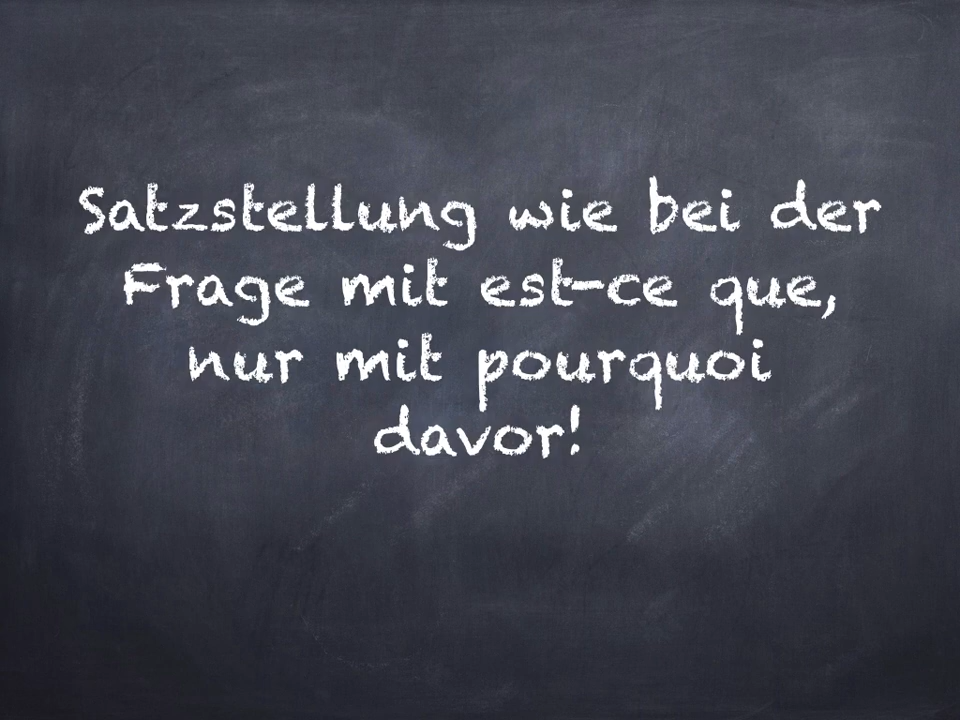 Satzstellung wie bei der
Frage mit est-ce que,
nur mit pourquoi
davor!